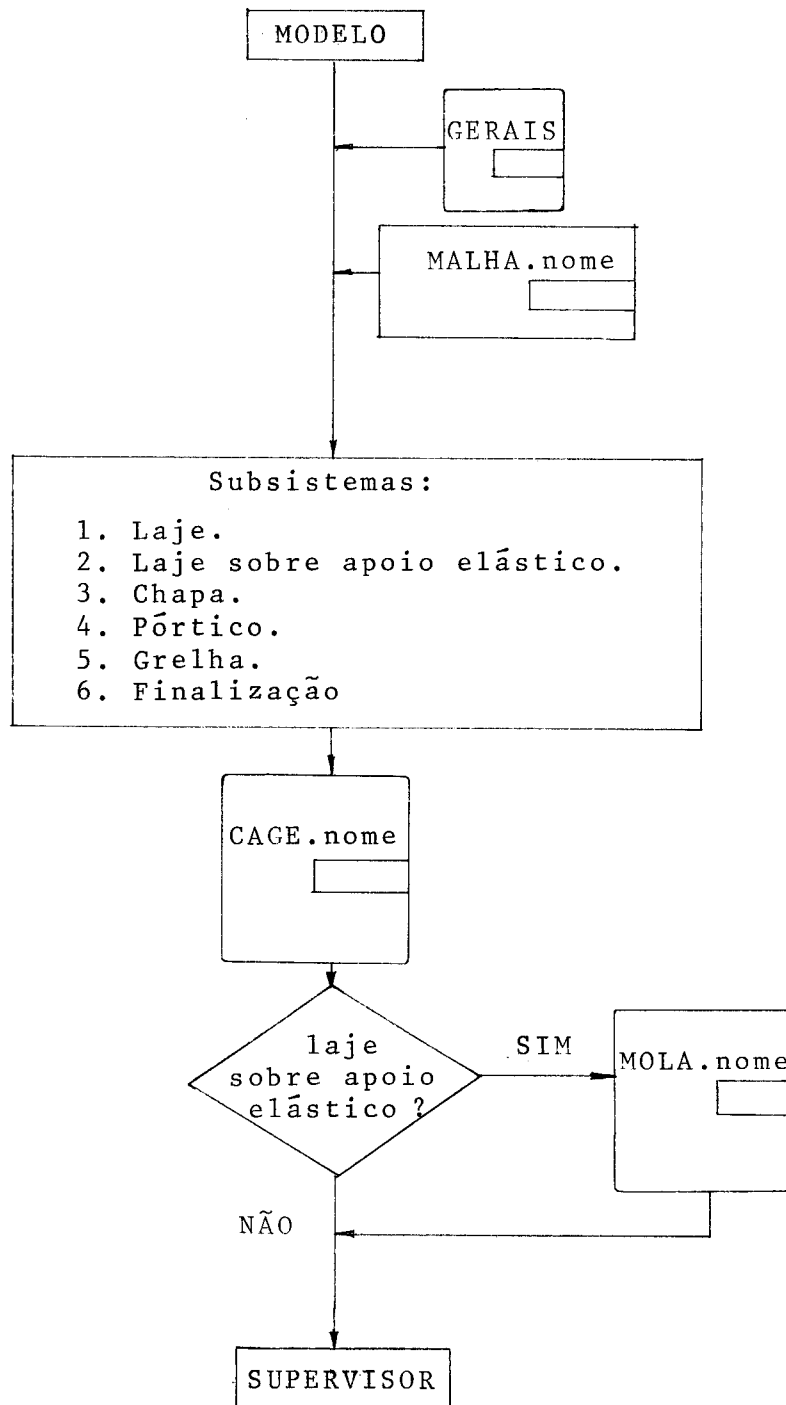 MODELO
GERAIS
MALHA.nome
Subsistemas:
1. Laje.
2. Laje sobre apoio elástico.
3. Chapa.
4. Pórtico.
5. Grelha.
6. Finalização
CAGE.nome
laje
sobre apoio
elástico ?
SIM
MOLA.nome
NÃO
SUPERVISOR